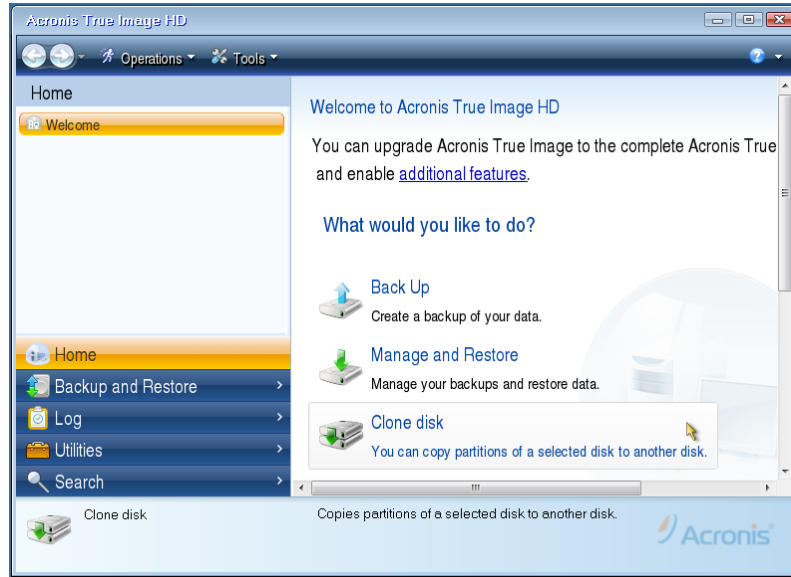 Acronis True Image HD
Operations Tools
Home
Welcome
Welcome to Acronis True Image HD
You can upgrade Acronis True Image to the complete Acronis True
and enable additional features.
What would you like to do?
Back Up
Create a backup of your data.
Manage and Restore
Manage your backups and restore data.
Clone disk
You can copy partitions of a selected disk to another disk.
Home
Backup and Restore
Log
Utilities
Search
Clone disk
Copies partitions of a selected disk to another disk.
Acronis